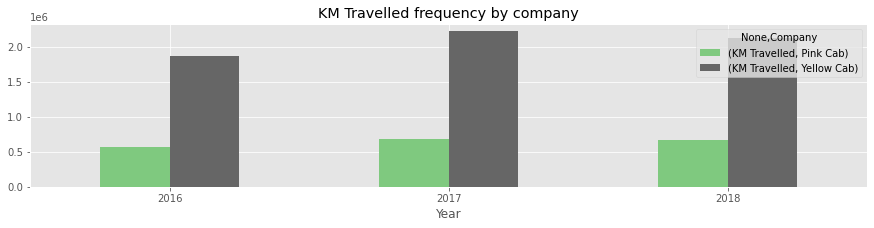 KM Travelled frequency by company
1e6
2.0
1.5
1.0
0.5
0.0
None,Company
(KM Travelled, Pink Cab)
(KM Travelled, Yellow Cab)
2016 2017 2018
Year